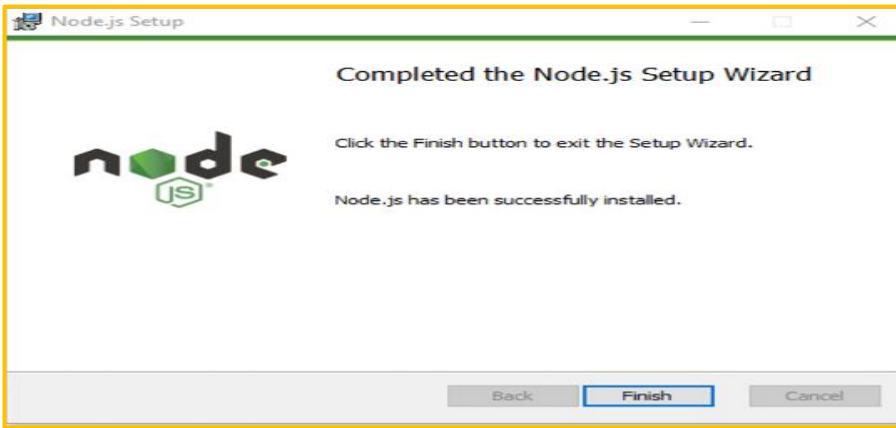 Node.js Setup
Completed the Node.js Setup Wizard
Click the Finish button to exit the Setup Wizard.
node
JS
Node.js has been successfully installed.
Back Finish Cancel